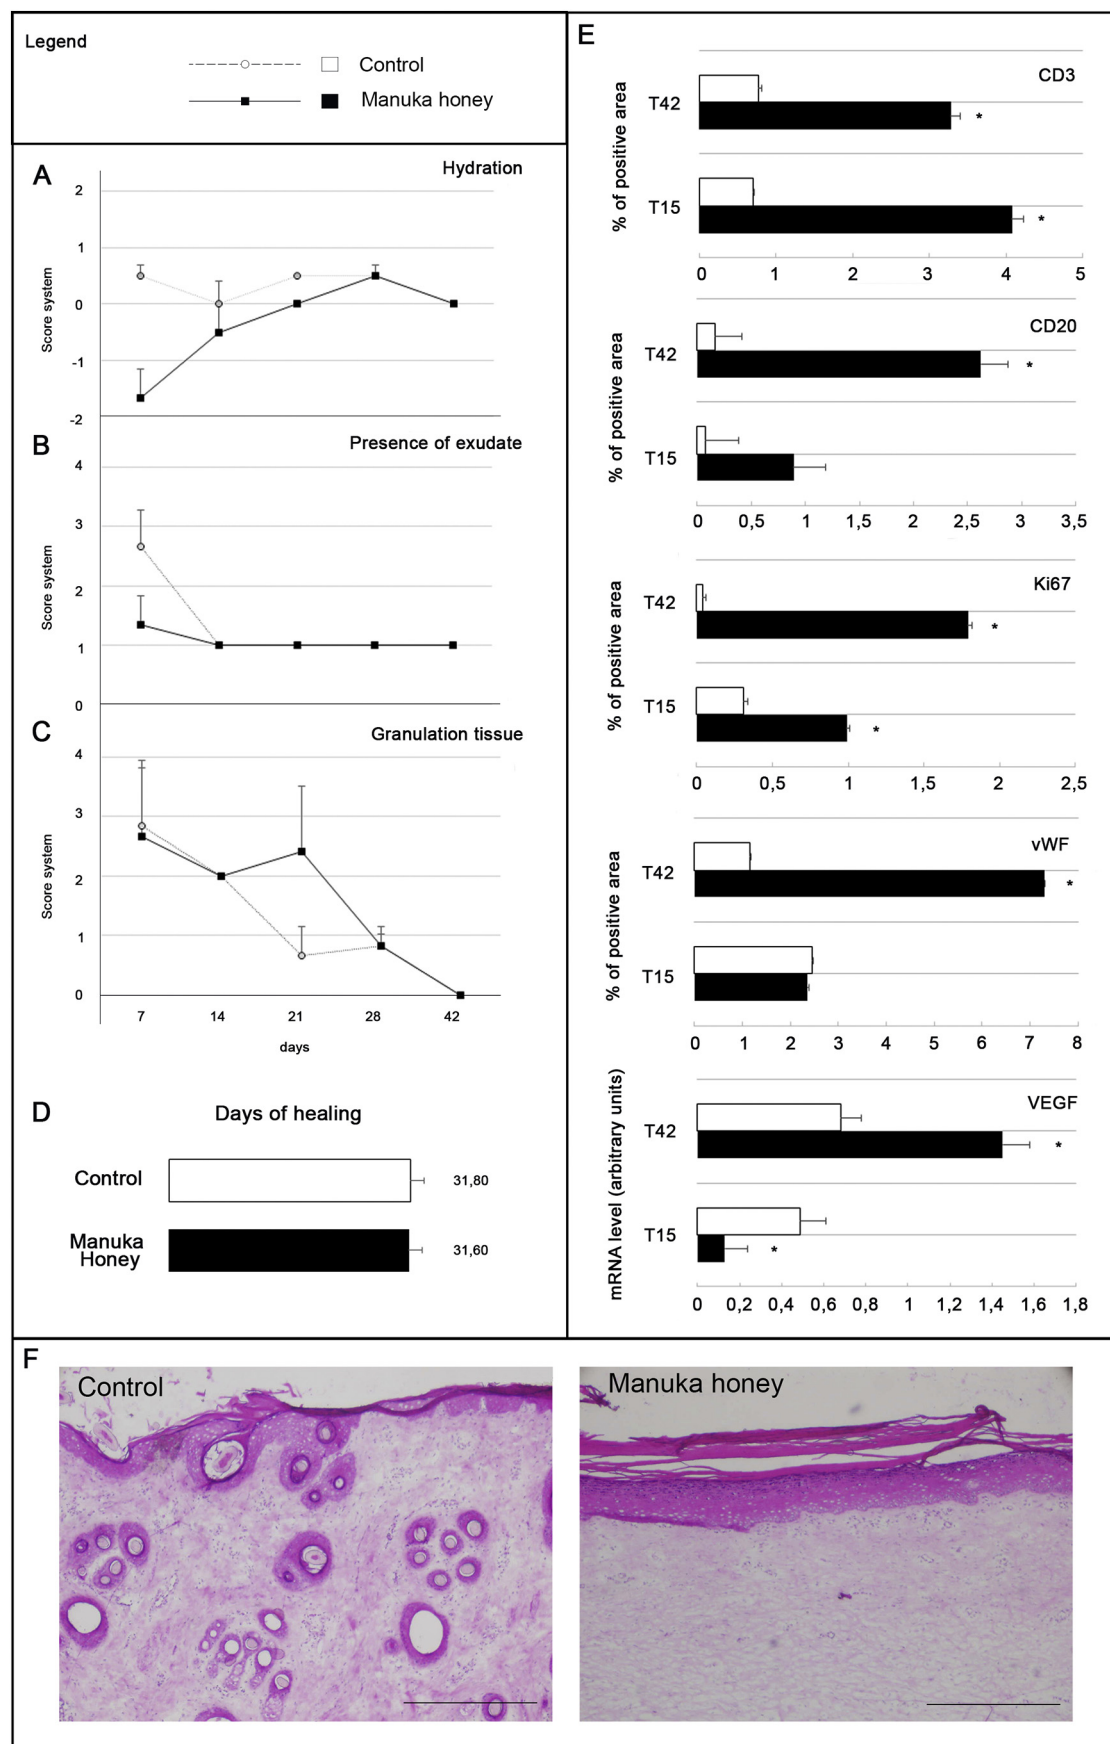 Legend
Control
Manuka honey
A
Hydration
Score system
2
1
0
-1
-2
B
Presence of exudate
Score system
4
3
2
1
0
C
Granulation tissue
Score system
4
3
2
1
0
7 14 21 28 42
days
D
Days of healing
Control
31,80
Manuka
Honey
31,60
E
% of positive area
CD3
T42
*
T15
*
0 1 2 3 4 5
% of positive area
CD20
T42
*
T15
0 0,5 1 1,5 2 2,5 3 3,5
% of positive area
Ki67
T42
*
T15
*
0 0,5 1 1,5 2 2,5
% of positive area
vWF
T42
*
T15
0 1 2 3 4 5 6 7 8
mRNA level (arbitrary units)
VEGF
T42
*
T15
*
0 0,2 0,4 0,6 0,8 1 1,2 1,4 1,6 1,8
F
Control
Manuka honey